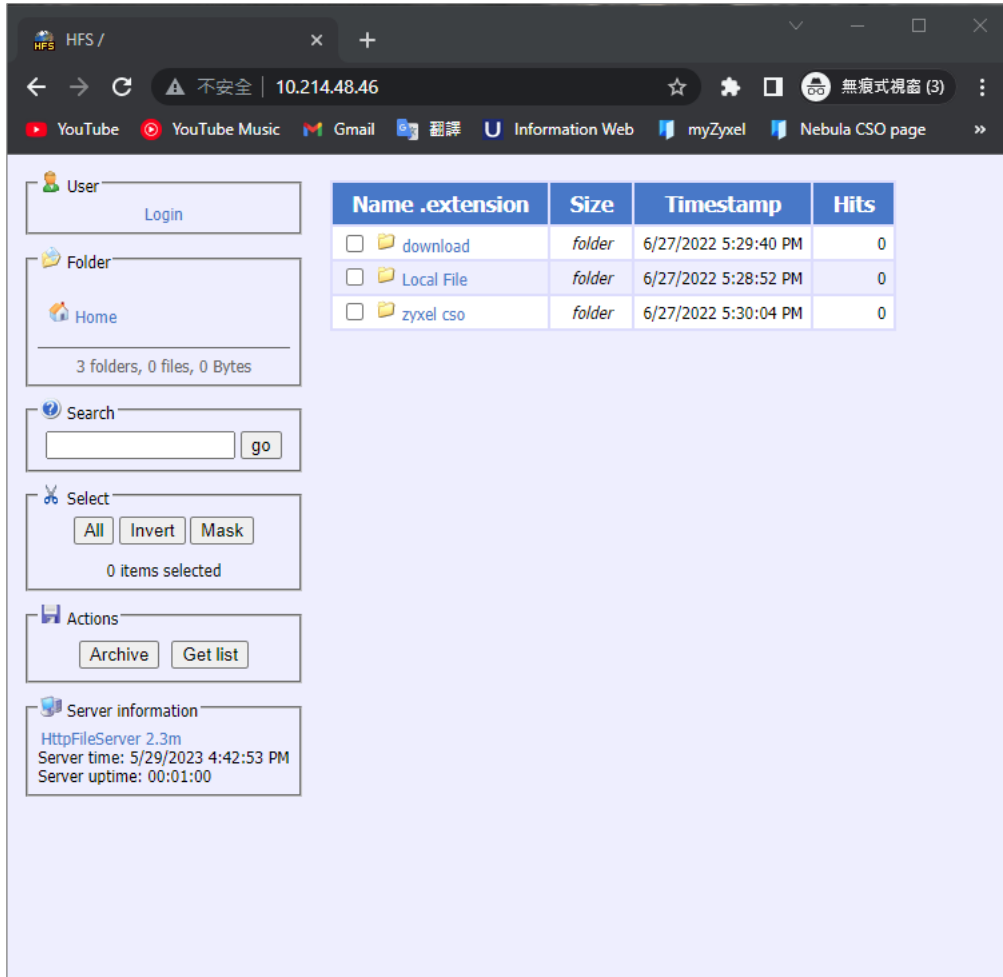 HFS /
不安全 | 10.214.48.46 無痕式視窗 (3)
YouTube YouTube Music Gmail 翻譯 Information Web myZyxel Nebula CSO page »
User
Login
Folder
Home
3 folders, 0 files, 0 Bytes
Search
go
Select
All Invert Mask
0 items selected
Actions
Archive Get list
Server information
HttpFileServer 2.3m
Server time: 5/29/2023 4:42:53 PM
Server uptime: 00:01:00
Name .extension Size Timestamp Hits
download folder 6/27/2022 5:29:40 PM 0
Local File folder 6/27/2022 5:28:52 PM 0
zyxel cso folder 6/27/2022 5:30:04 PM 0